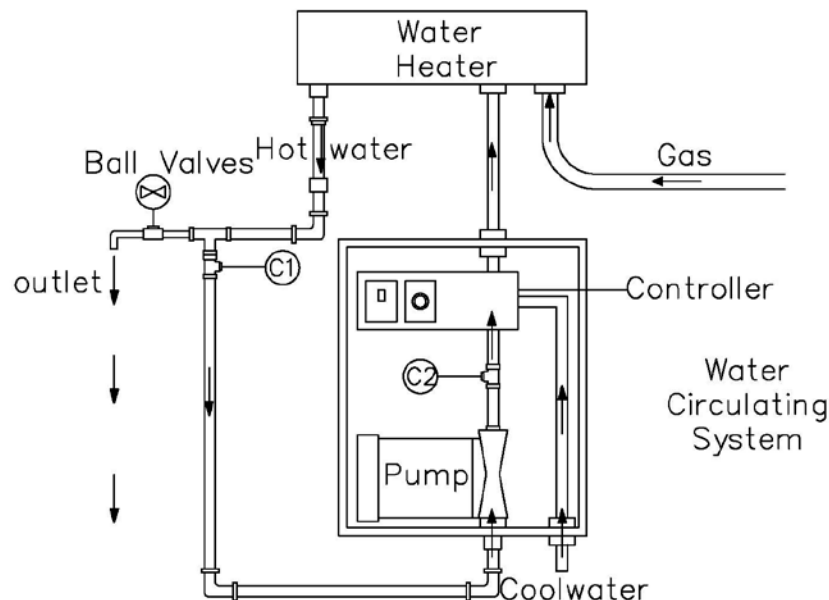 Water
Heater
Hot water
Ball Valves
Gas
C1
outlet
Controller
C2
Water
Circulating
System
Pump
Coolwater